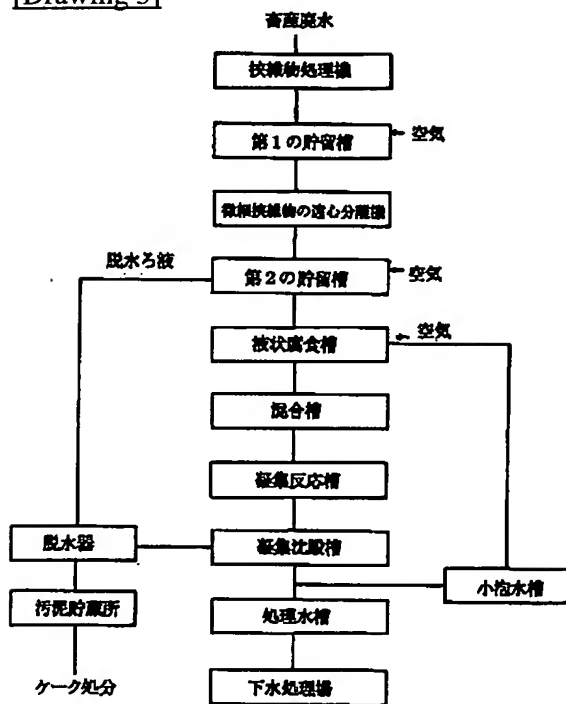 [Drawing 3]
畜産廃水
挾雑物処理機
第1の貯留槽
空気
微細挾雑物の遠心分離機
脱水ろ液
第2の貯留槽
空気
液状腐食槽
空気
混合槽
凝集反応槽
脱水器
凝集沈殿槽
小泡水槽
汚泥貯蔵所
処理水槽
ケーク処分
下水処理場